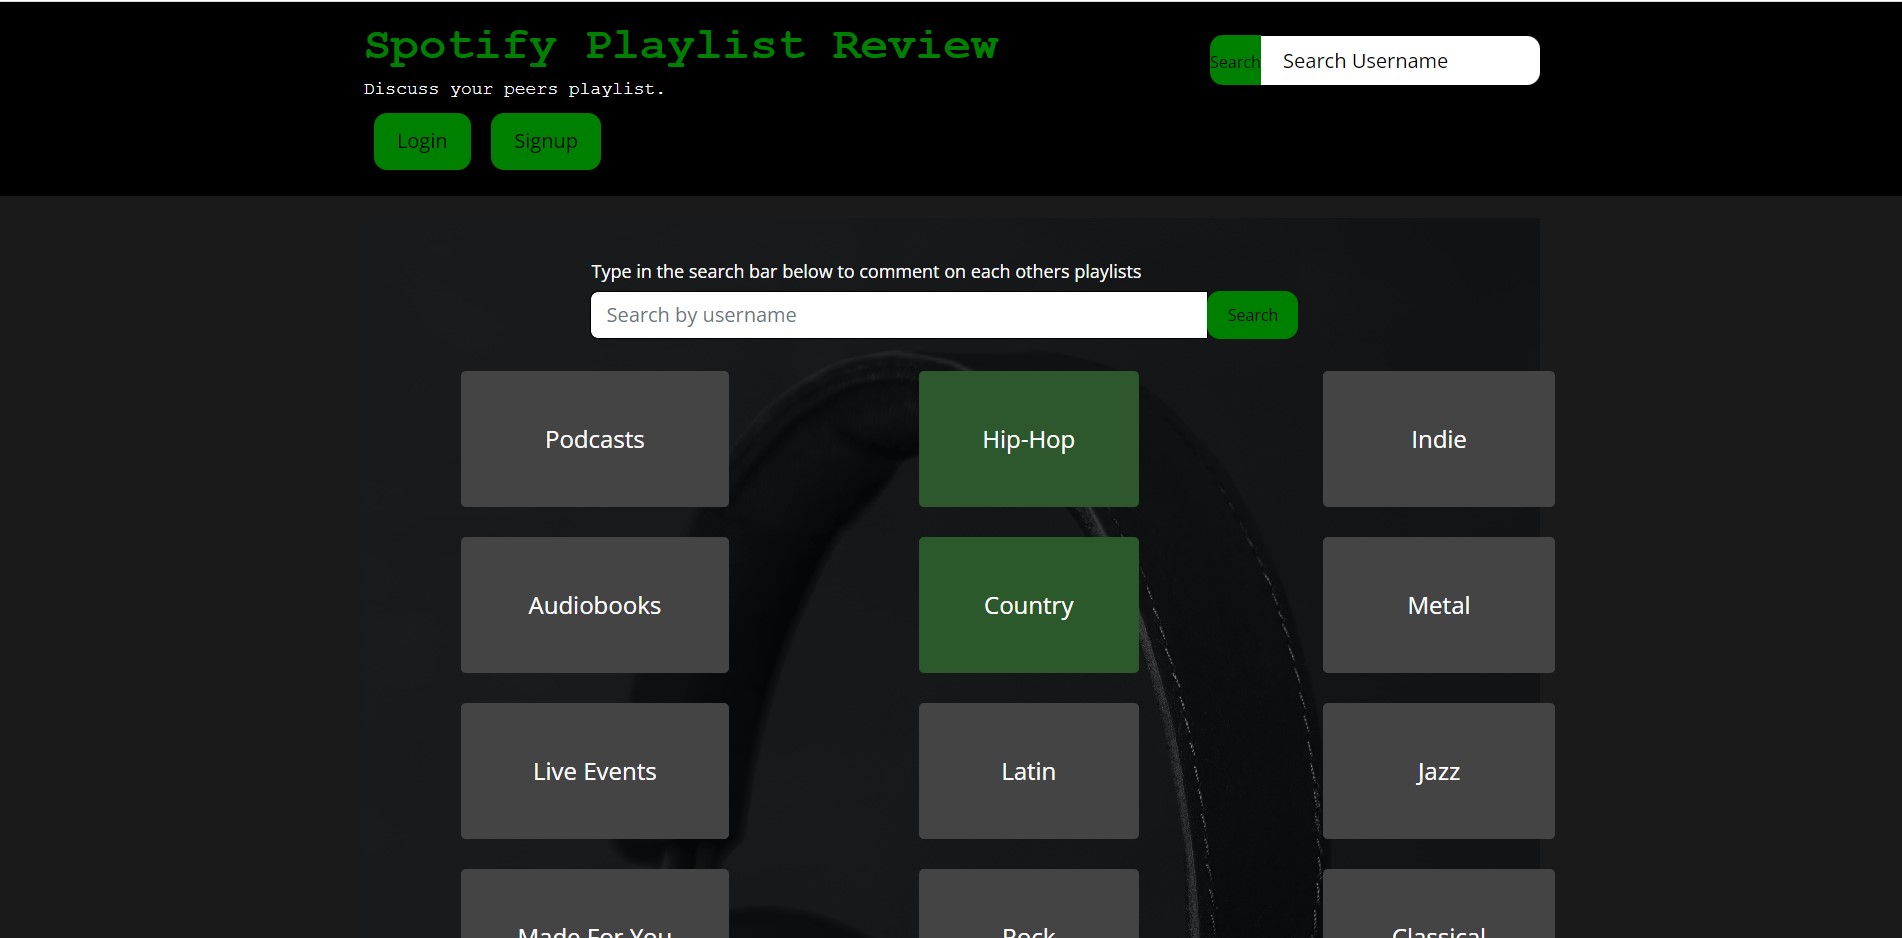 Spotify Playlist Review
Discuss your peers playlist.
Search Search Username
Login Signup
Type in the search bar below to comment on each others playlists
Search by username Search
Podcasts Hip-Hop Indie
Audiobooks Country Metal
Live Events Latin Jazz
Made For You Rock Classical